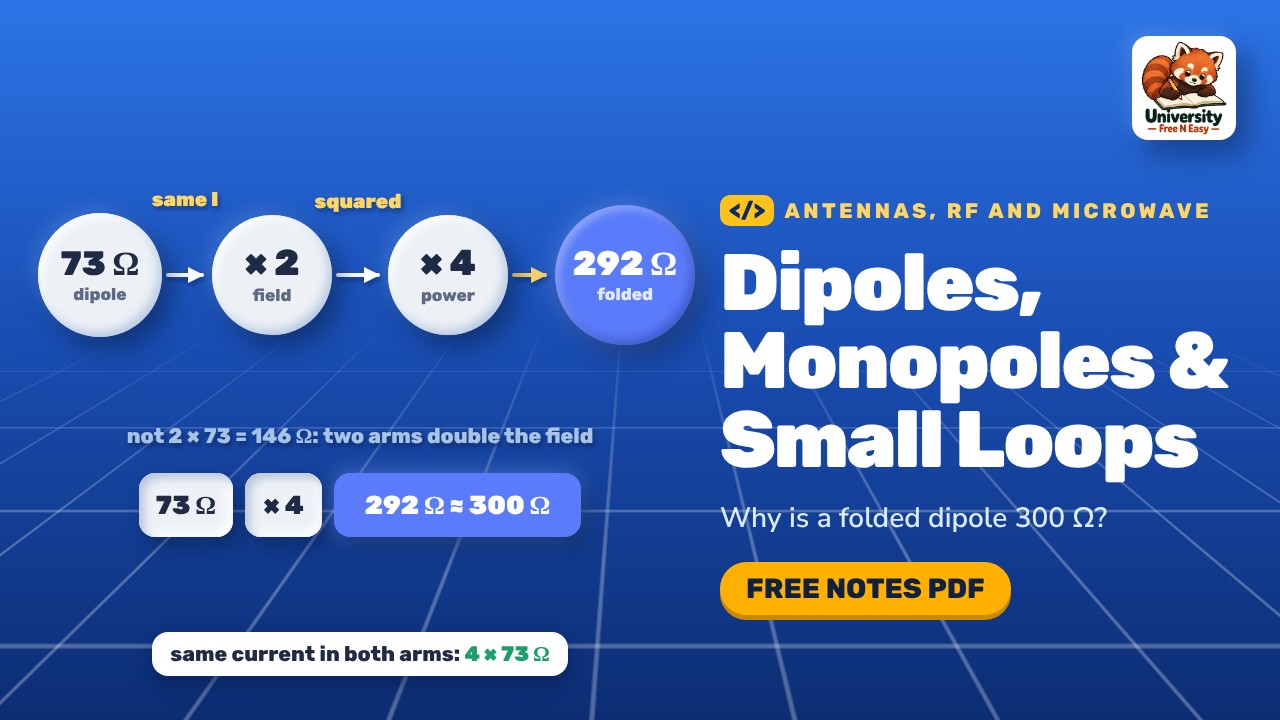 University
Free N Easy
same I
squared
73 Ω
dipole
× 2
field
× 4
power
292 Ω
folded
not 2 × 73 = 146 Ω: two arms double the field
73 Ω
× 4
292 Ω ≈ 300 Ω
same current in both arms: 4 × 73 Ω
</> ANTENNAS, RF AND MICROWAVE
Dipoles,
Monopoles &
Small Loops
Why is a folded dipole 300 Ω?
FREE NOTES PDF